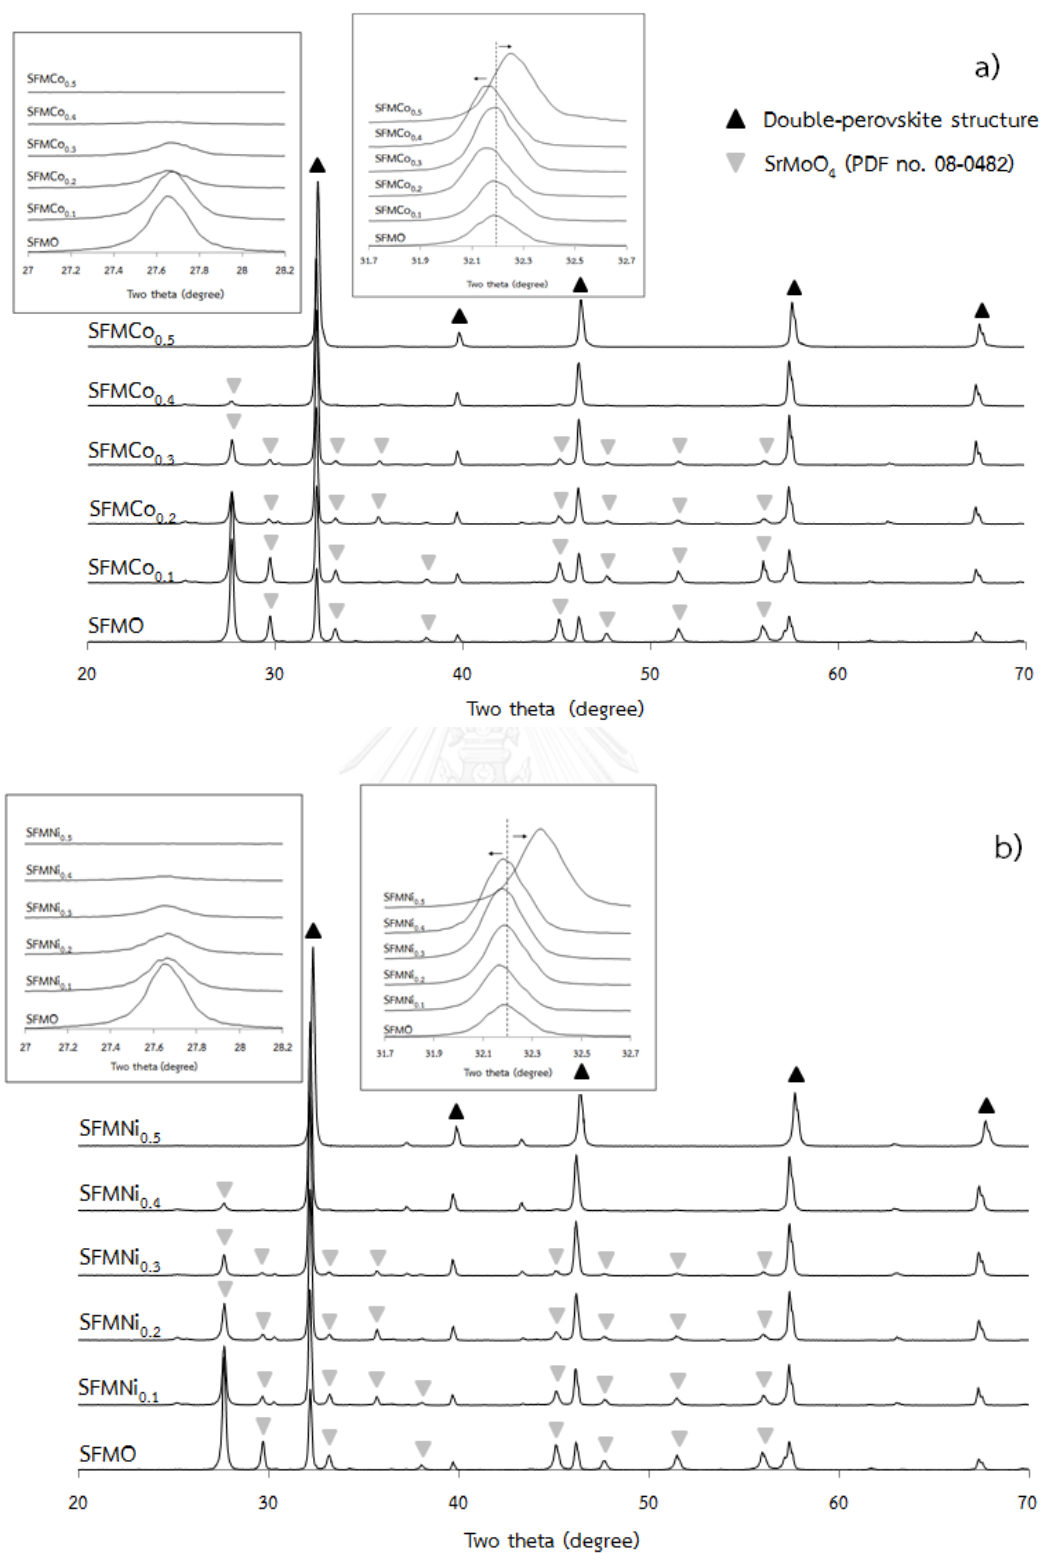 a)
Double-perovskite structure
SrMoO₄ (PDF no. 08-0482)
SFMCo₀.₅
SFMCo₀.₄
SFMCo₀.₃
SFMCo₀.₂
SFMCo₀.₁
SFMO
27 27.2 27.4 27.6 27.8 28 28.2
Two theta (degree)
SFMCo₀.₅
SFMCo₀.₄
SFMCo₀.₃
SFMCo₀.₂
SFMCo₀.₁
SFMO
31.7 31.9 32.1 32.3 32.5 32.7
Two theta (degree)
SFMCo₀.₅
SFMCo₀.₄
SFMCo₀.₃
SFMCo₀.₂
SFMCo₀.₁
SFMO
20 30 40 50 60 70
Two theta (degree)
b)
SFMNi₀.₅
SFMNi₀.₄
SFMNi₀.₃
SFMNi₀.₂
SFMNi₀.₁
SFMO
27 27.2 27.4 27.6 27.8 28 28.2
Two theta (degree)
SFMNi₀.₅
SFMNi₀.₄
SFMNi₀.₃
SFMNi₀.₂
SFMNi₀.₁
SFMO
31.7 31.9 32.1 32.3 32.5 32.7
Two theta (degree)
SFMNi₀.₅
SFMNi₀.₄
SFMNi₀.₃
SFMNi₀.₂
SFMNi₀.₁
SFMO
20 30 40 50 60 70
Two theta (degree)